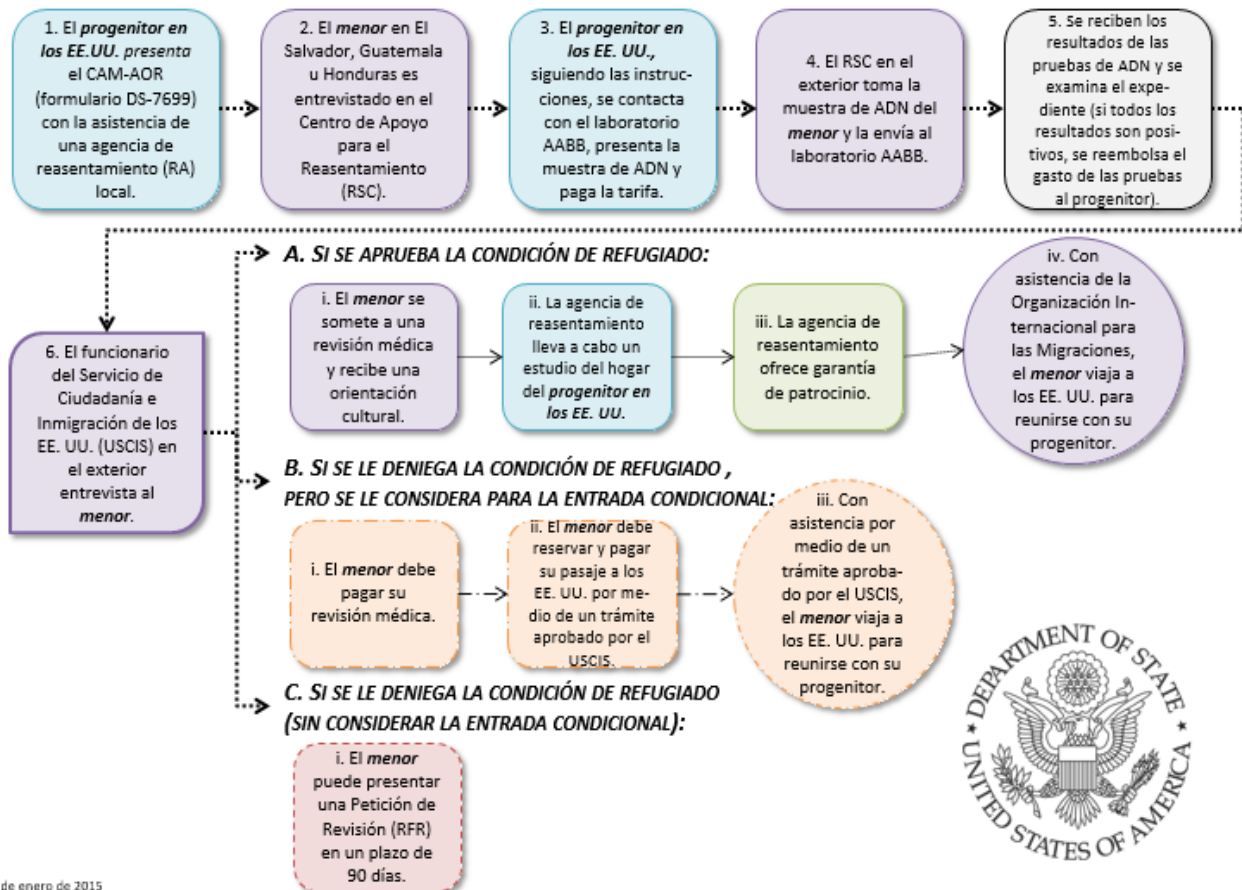 1. El progenitor
en los EE.UU. presenta
el CAM-AOR
(formulario DS-7699)
con la asistencia de
una agencia de
reasentamiento (RA)
local.
2. El menor en El
Salvador, Guatemala
u Honduras es
entrevistado en el
Centro de Apoyo
para el
Reasentamiento
(RSC).
3. El progenitor en
los EE. UU.,
siguiendo las instruc-
ciones, se contacta
con el laboratorio
AABB, presenta la
muestra de ADN y
paga la tarifa.
4. El RSC en el
exterior toma la
muestra de ADN del
menor y la envía al
laboratorio AABB.
5. Se reciben los
resultados de las
pruebas de ADN y se
examina el expe-
diente (si todos los
resultados son posi-
tivos, se reembolsa el
gasto de las pruebas
al progenitor).
6. El funcionario
del Servicio de
Ciudadanía e
Inmigración de los
EE. UU. (USCIS) en
el exterior
entrevista al
menor.
A. SI SE APRUEBA LA CONDICIÓN DE REFUGIADO:
i. El menor se
somete a una
revisión médica
y recibe una
orientación
cultural.
ii. La agencia de
reasentamiento
lleva a cabo un
estudio del hogar
del progenitor en
los EE. UU.
iii. La agencia de
reasentamiento
ofrece garantía
de patrocinio.
iv. Con
asistencia de la
Organización In-
ternacional para
las Migraciones,
el menor viaja a
los EE. UU. para
reunirse con su
progenitor.
B. SI SE LE DENIEGA LA CONDICIÓN DE REFUGIADO ,
PERO SE LE CONSIDERA PARA LA ENTRADA CONDICIONAL:
i. El menor debe
pagar su
revisión médica.
ii. El menor debe
reservar y pagar
su pasaje a los
EE. UU. por me-
dio de un trámite
aprobado por el
USCIS.
iii. Con
asistencia por
medio de un
trámite aproba-
do por el USCIS,
el menor viaja a
los EE. UU. para
reunirse con su
progenitor.
C. SI SE LE DENIEGA LA CONDICIÓN DE REFUGIADO
(SIN CONSIDERAR LA ENTRADA CONDICIONAL):
i. El menor
puede presentar
una Petición de
Revisión (RFR)
en un plazo de
90 días.
DEPARTMENT OF STATE
UNITED STATES OF AMERICA
de enero de 2015